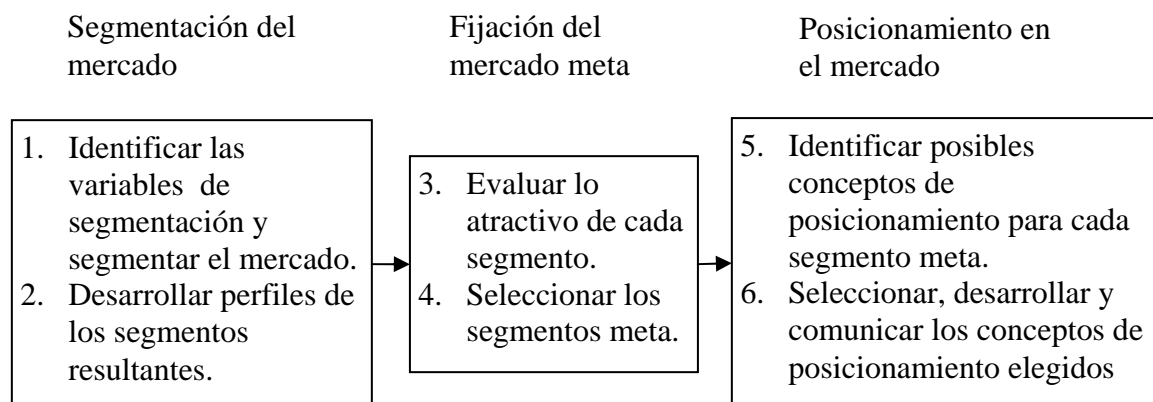 Segmentación del
mercado
Fijación del
mercado meta
Posicionamiento en
el mercado
1. Identificar las
variables de
segmentación y
segmentar el mercado.
2. Desarrollar perfiles de
los segmentos
resultantes.
3. Evaluar lo
atractivo de cada
segmento.
4. Seleccionar los
segmentos meta.
5. Identificar posibles
conceptos de
posicionamiento para cada
segmento meta.
6. Seleccionar, desarrollar y
comunicar los conceptos de
posicionamiento elegidos